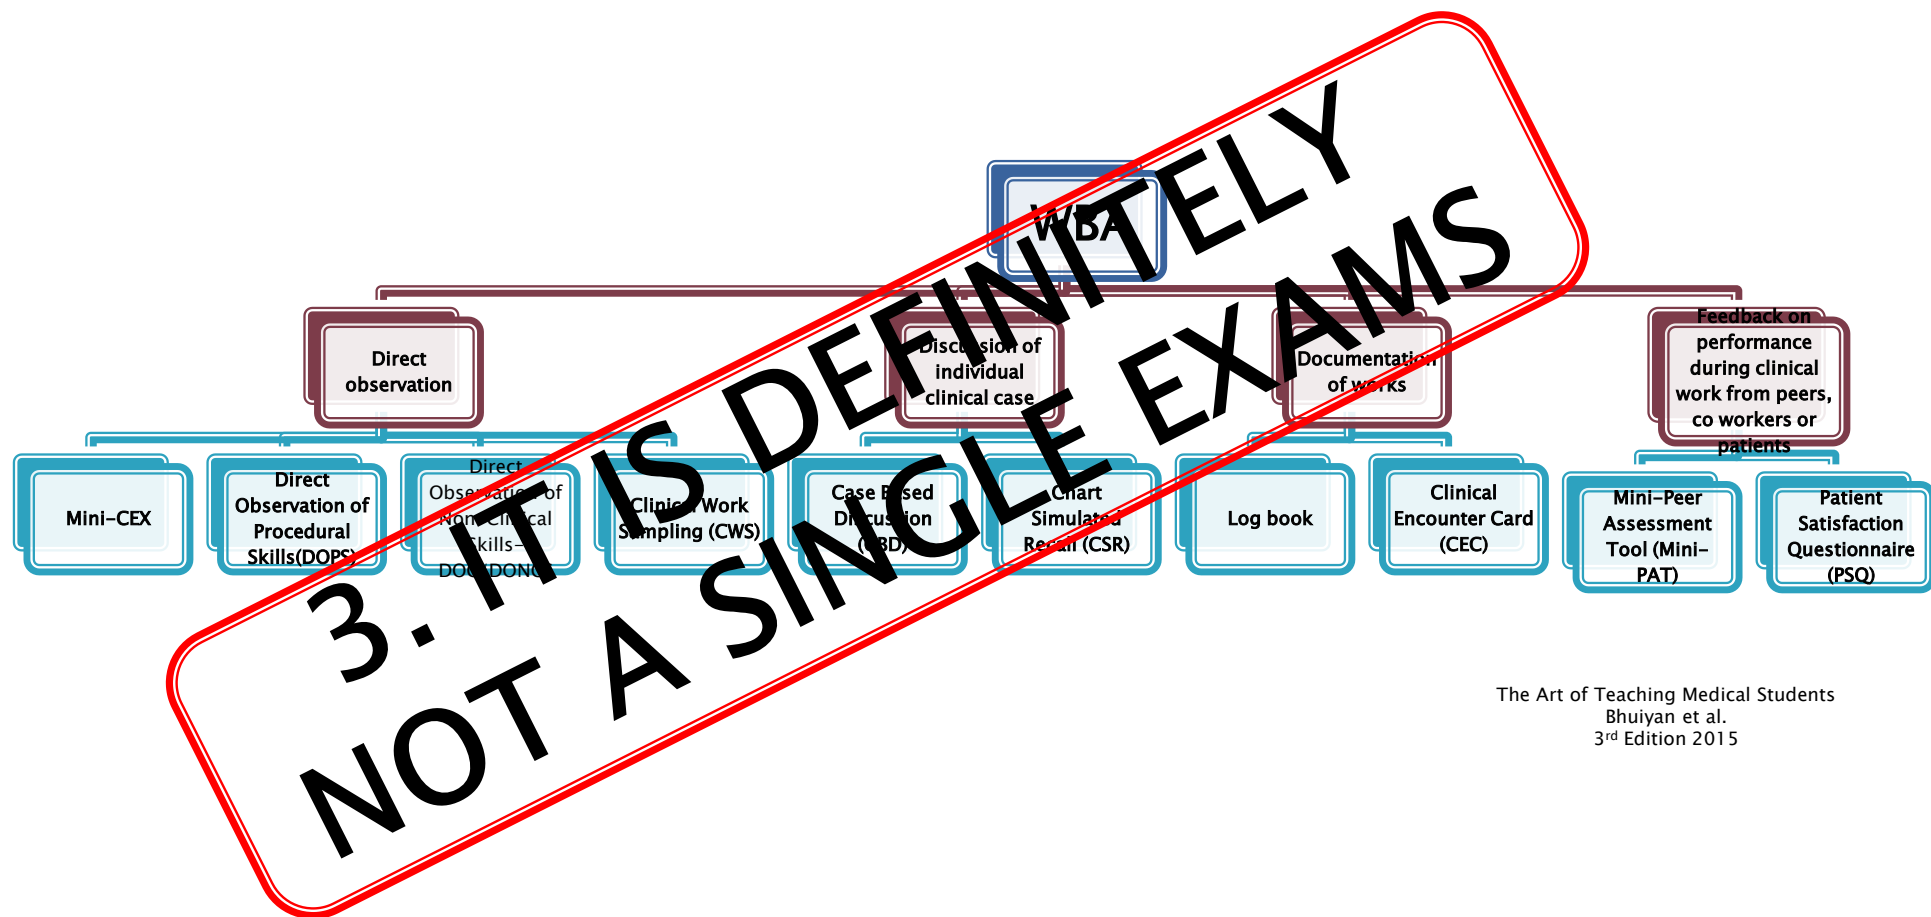 WBA
3. IT IS DEFINITELY
NOT A SINGLE EXAMS
Direct
observation
Discussion of
individual
clinical case
Documentation
of works
Feedback on
performance
during clinical
work from peers,
co workers or
patients
Mini-CEX
Direct
Observation of
Procedural
Skills(DOPS)
Direct
Observation of
Non-Clinical
Skills-
Clinical Work
Sampling (CWS)
Case Based
Discussion
(CBD)
Chart
Simulated
Recall (CSR)
Log book
Clinical
Encounter Card
(CEC)
Mini-Peer
Assessment
Tool (Mini-
PAT)
Patient
Satisfaction
Questionnaire
(PSQ)
The Art of Teaching Medical Students
Bhuiyan et al.
3rd Edition 2015